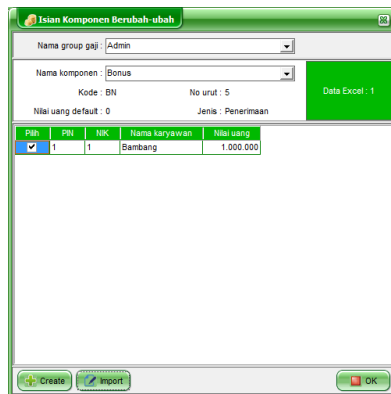 Isian Komponen Berubah-ubah
Nama group gaji : Admin
Nama komponen : Bonus
Kode : BN No urut : 5
Nilai uang default : 0 Jenis : Penerimaan
Data Excel : 1
Pilih PIN NIK Nama karyawan Nilai uang
1 1 Bambang 1.000.000
Create Import OK